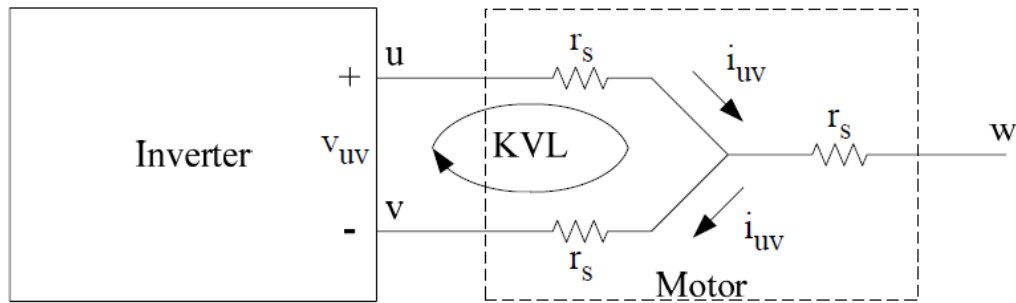 u
r_s
i_uv
+
r_s
w
Inverter
v_uv
KVL
v
-
i_uv
r_s
Motor